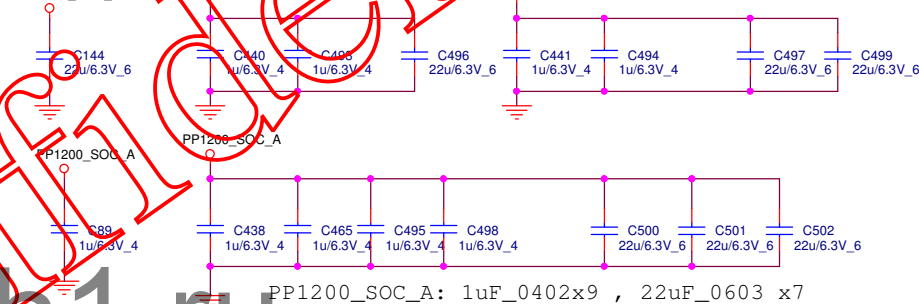 C144
22u/6.3V_6
C440
1u/6.3V_4
C493
1u/6.3V_4
C496
22u/6.3V_6
C441
1u/6.3V_4
C494
1u/6.3V_4
C497
22u/6.3V_6
C499
22u/6.3V_6
PP1200_SOC_A
PP1200_SOC_A
C89
1u/6.3V_4
C438
1u/6.3V_4
C465
1u/6.3V_4
C495
1u/6.3V_4
C498
1u/6.3V_4
C500
22u/6.3V_6
C501
22u/6.3V_6
C502
22u/6.3V_6
PP1200_SOC_A: 1uF_0402x9 , 22uF_0603 x7